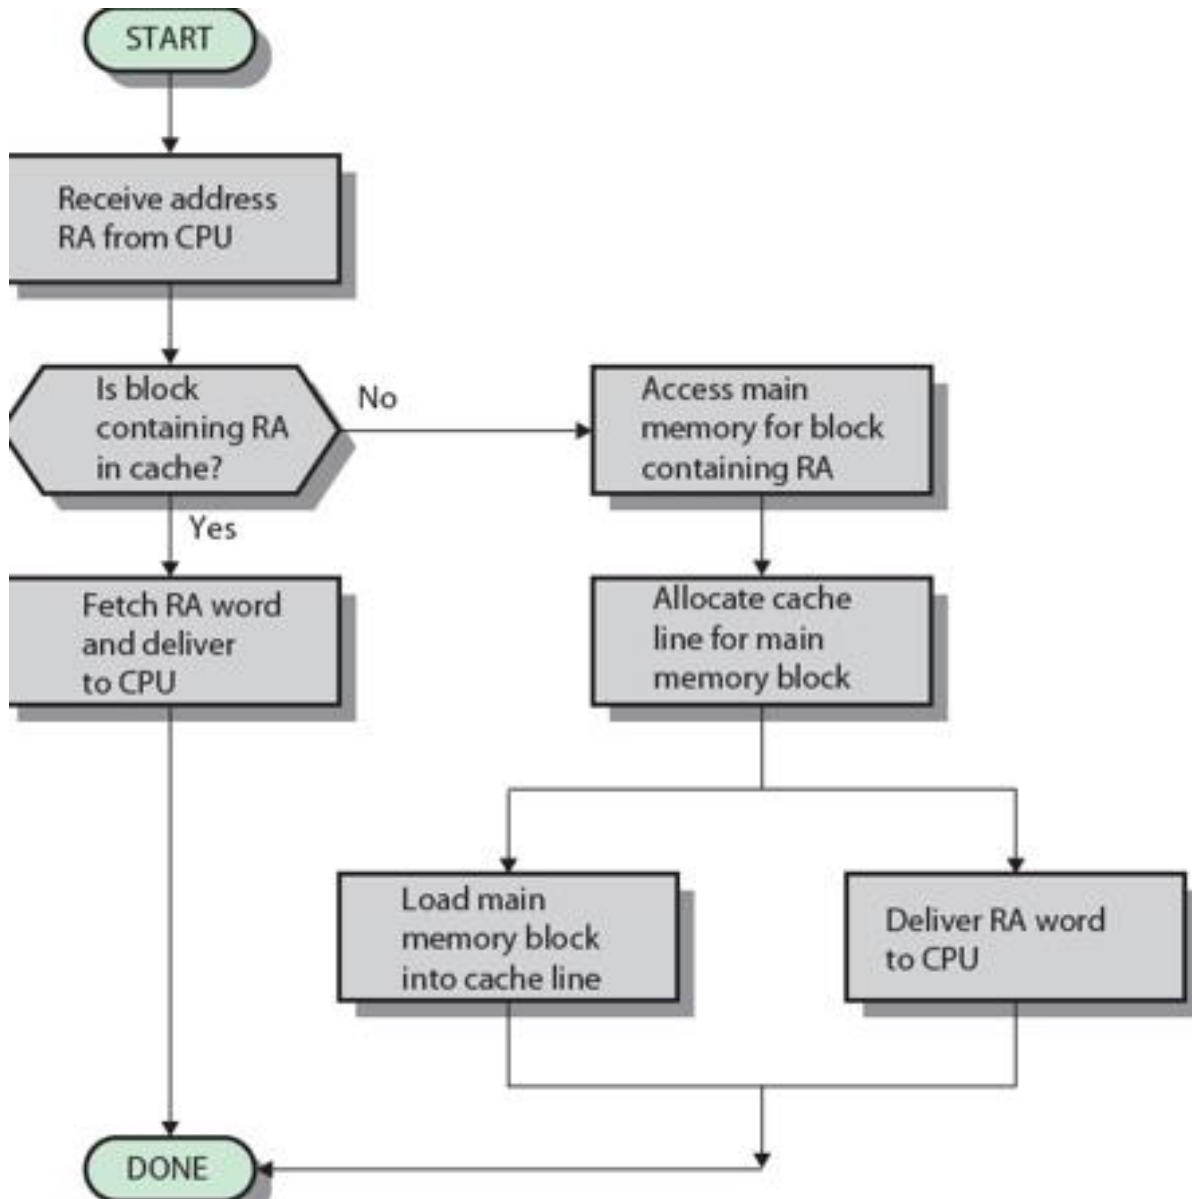 START
Receive address
RA from CPU
Is block
containing RA
in cache?
No
Access main
memory for block
containing RA
Yes
Fetch RA word
and deliver
to CPU
Allocate cache
line for main
memory block
Load main
memory block
into cache line
Deliver RA word
to CPU
DONE